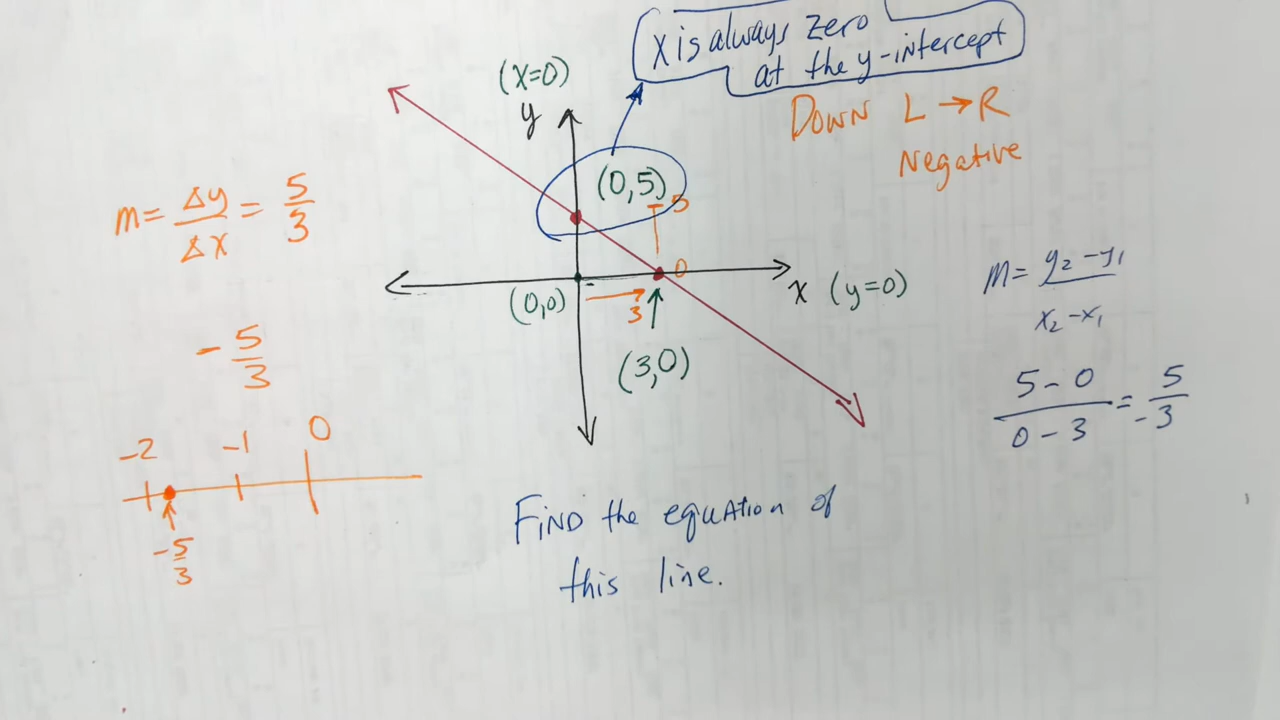 x is always zero
at the y-intercept
(x=0)
y
DOWN L → R
Negative
(0,5)
5
m = Δy/Δx = 5/3
0
x (y=0)
(0,0)
3
(3,0)
m = y₂ - y₁
x₂ - x₁
5 - 0
0 - 3
= 5/-3
- 5/3
-2 -1 0
-5/3
FIND the equation of
this line.